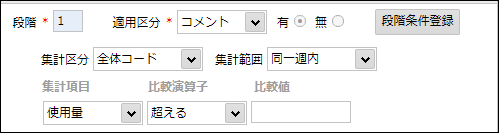 段階 * 1 適用区分 * コメント 有 無 段階条件登録
集計区分 全体コード 集計範囲 同一週内
集計項目 比較演算子 比較値
使用量 超える